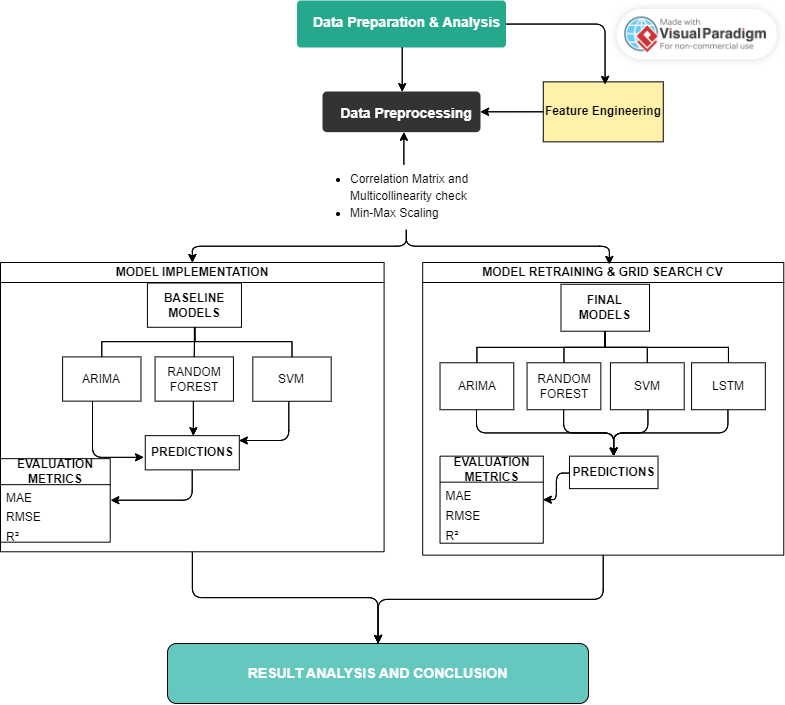 Data Preparation & Analysis
Made with
VisualParadigm
For non-commercial use
Data Preprocessing
Feature Engineering
• Correlation Matrix and
Multicollinearity check
• Min-Max Scaling
MODEL IMPLEMENTATION
BASELINE
MODELS
ARIMA
RANDOM
FOREST
SVM
PREDICTIONS
EVALUATION
METRICS
MAE
RMSE
R²
MODEL RETRAINING & GRID SEARCH CV
FINAL
MODELS
ARIMA
RANDOM
FOREST
SVM
LSTM
PREDICTIONS
EVALUATION
METRICS
MAE
RMSE
R²
RESULT ANALYSIS AND CONCLUSION